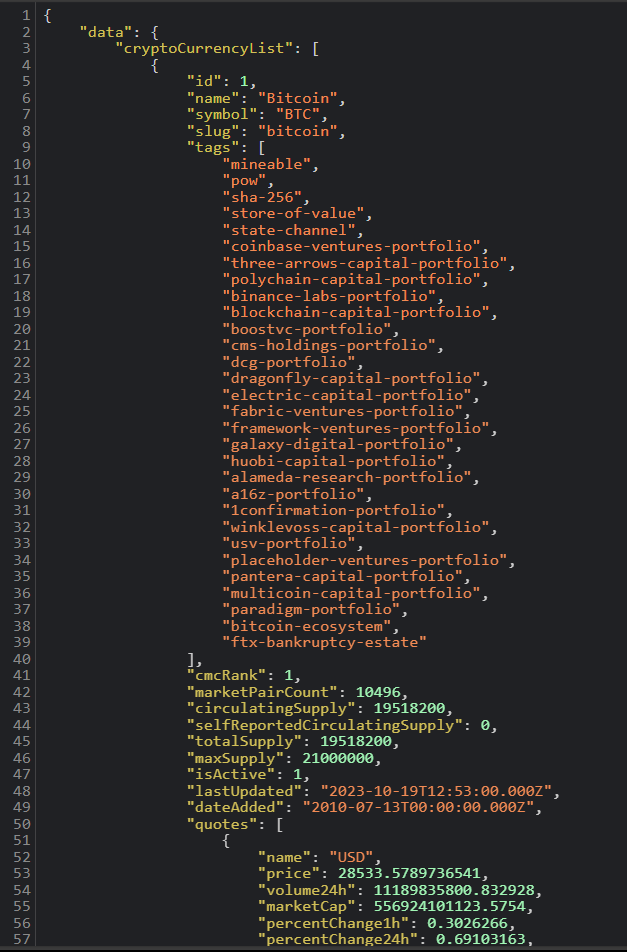 1 {
2     "data": {
3         "cryptoCurrencyList": [
4             {
5                 "id": 1,
6                 "name": "Bitcoin",
7                 "symbol": "BTC",
8                 "slug": "bitcoin",
9                 "tags": [
10                     "mineable",
11                     "pow",
12                     "sha-256",
13                     "store-of-value",
14                     "state-channel",
15                     "coinbase-ventures-portfolio",
16                     "three-arrows-capital-portfolio",
17                     "polychain-capital-portfolio",
18                     "binance-labs-portfolio",
19                     "blockchain-capital-portfolio",
20                     "boostvc-portfolio",
21                     "cms-holdings-portfolio",
22                     "dcg-portfolio",
23                     "dragonfly-capital-portfolio",
24                     "electric-capital-portfolio",
25                     "fabric-ventures-portfolio",
26                     "framework-ventures-portfolio",
27                     "galaxy-digital-portfolio",
28                     "huobi-capital-portfolio",
29                     "alameda-research-portfolio",
30                     "a16z-portfolio",
31                     "1confirmation-portfolio",
32                     "winklevoss-capital-portfolio",
33                     "usv-portfolio",
34                     "placeholder-ventures-portfolio",
35                     "pantera-capital-portfolio",
36                     "multicoin-capital-portfolio",
37                     "paradigm-portfolio",
38                     "bitcoin-ecosystem",
39                     "ftx-bankruptcy-estate"
40                 ],
41                 "cmcRank": 1,
42                 "marketPairCount": 10496,
43                 "circulatingSupply": 19518200,
44                 "selfReportedCirculatingSupply": 0,
45                 "totalSupply": 19518200,
46                 "maxSupply": 21000000,
47                 "isActive": 1,
48                 "lastUpdated": "2023-10-19T12:53:00.000Z",
49                 "dateAdded": "2010-07-13T00:00:00.000Z",
50                 "quotes": [
51                     {
52                         "name": "USD",
53                         "price": 28533.5789736541,
54                         "volume24h": 11189835800.832928,
55                         "marketCap": 556924101123.5754,
56                         "percentChange1h": 0.3026266,
57                         "percentChange24h": 0.69103163,